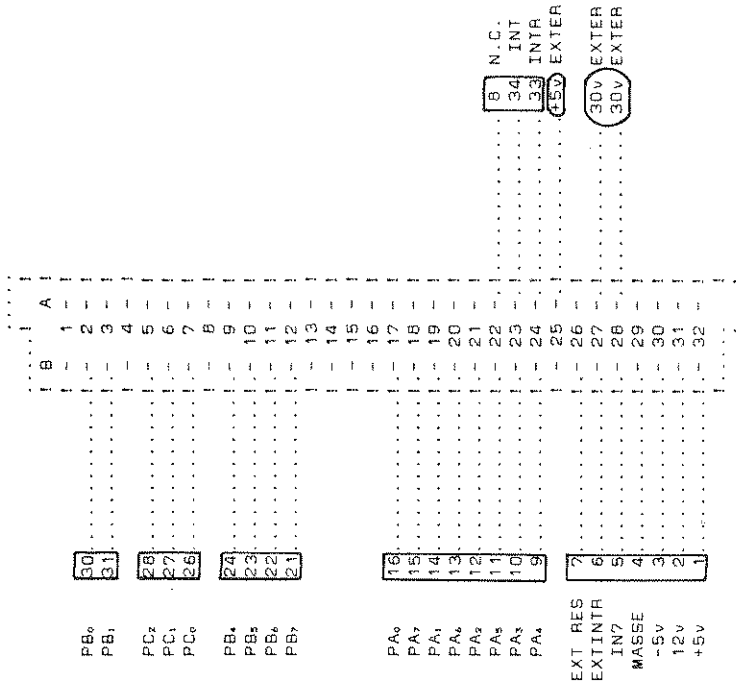 B A
1
PB₀ 30 2
PB₁ 31 3
4
PC₂ 28 5
PC₁ 27 6
PC₀ 26 7
8
PB₄ 24 9
PB₅ 23 10
PB₆ 22 11
PB₇ 21 12
13
14
15
16
PA₀ 16 17
PA₇ 15 18
PA₁ 14 19
PA₆ 13 20
PA₂ 12 21
PA₅ 11 22 8 N.C.
PA₃ 10 23 34 INT
PA₄ 9 24 33 INTR
25 +5v EXTER
EXT RES 7 26
EXTINTR 6 27 30v EXTER
IN7 5 28 30v EXTER
MASSE 4 29
-5v 3 30
12v 2 31
+5v 1 32